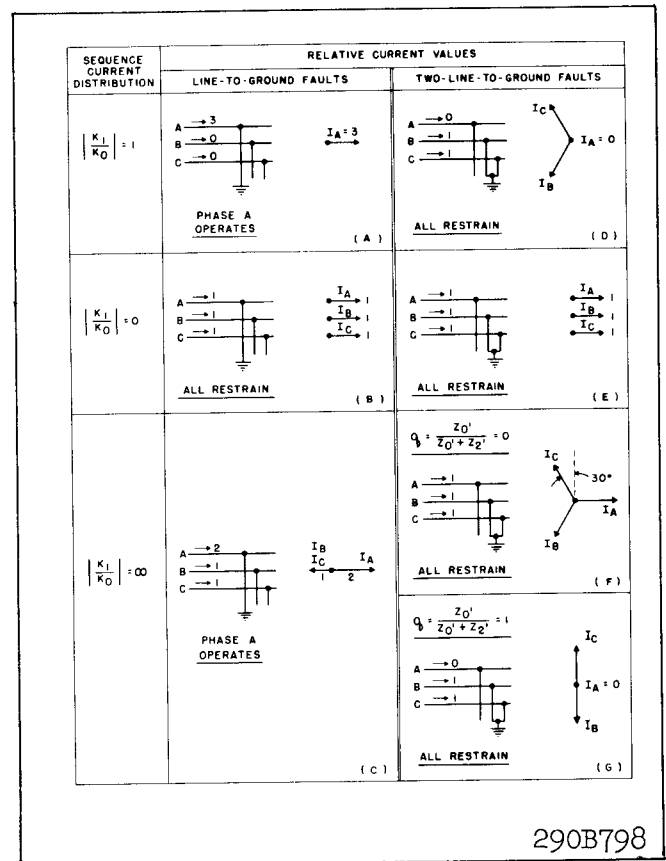 SEQUENCE
CURRENT
DISTRIBUTION
RELATIVE CURRENT VALUES
LINE-TO-GROUND FAULTS
TWO-LINE-TO-GROUND FAULTS
|K1/K0| = 1
A → 3
B → 0
C → 0
IA = 3
PHASE A
OPERATES
(A)
A → 0
B → 1
C → 1
IC
IA = 0
IB
ALL RESTRAIN
(D)
|K1/K0| = 0
A → 1
B → 1
C → 1
IA 1
IB 1
IC 1
ALL RESTRAIN
(B)
A → 1
B → 1
C → 1
IA 1
IB 1
IC 1
ALL RESTRAIN
(E)
|K1/K0| = ∞
A → 2
B → 1
C → 1
IB
IC IA
1 2
PHASE A
OPERATES
(C)
q = Z0'/(Z0' + Z2') = 0
A → 1
B → 1
C → 1
IC
30°
IA
IB
ALL RESTRAIN
(F)
q = Z0'/(Z0' + Z2') = 1
A → 0
B → 1
C → 1
IC
IA = 0
IB
ALL RESTRAIN
(G)
290B798